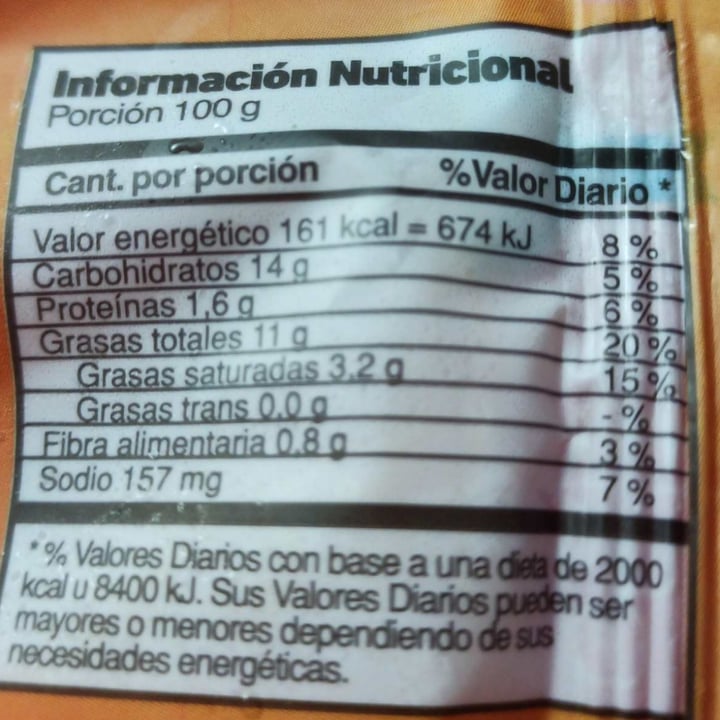 Información Nutricional
Porción 100 g
Cant. por porción %Valor Diario *
Valor energético 161 kcal = 674 kJ 8 %
Carbohidratos 14 g 5 %
Proteínas 1,6 g 6 %
Grasas totales 11 g 20 %
Grasas saturadas 3,2 g 15 %
Grasas trans 0,0 g - %
Fibra alimentaria 0,8 g 3 %
Sodio 157 mg 7 %
*% Valores Diarios con base a una dieta de 2000
kcal u 8400 kJ. Sus Valores Diarios pueden ser
mayores o menores dependiendo de sus
necesidades energéticas.